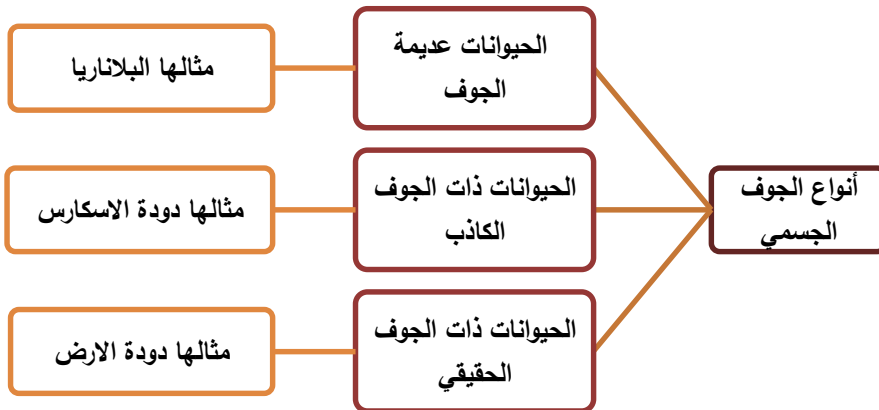 أنواع الجوف
الجسمي
الحيوانات عديمة
الجوف
مثالها البلاناريا
الحيوانات ذات الجوف
الكاذب
مثالها دودة الاسكارس
الحيوانات ذات الجوف
الحقيقي
مثالها دودة الارض